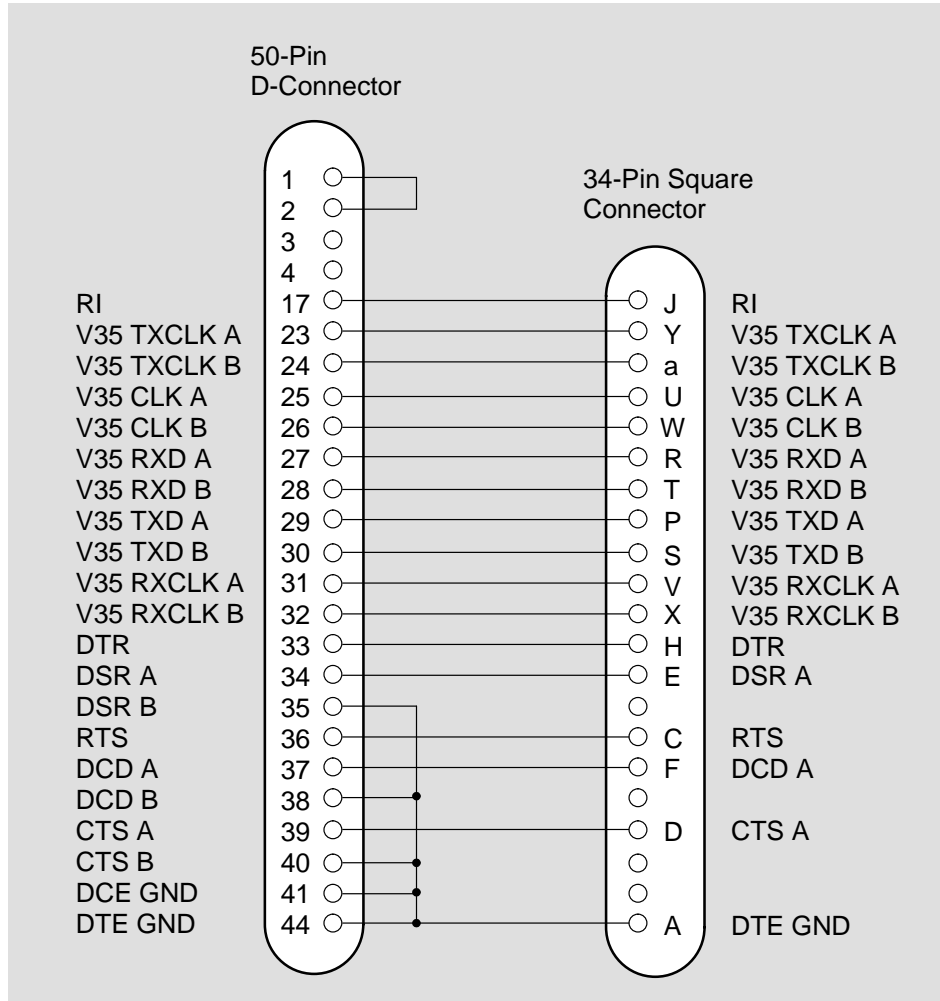 50-Pin
D-Connector
34-Pin Square
Connector
1
2
3
4
RI 17 J RI
V35 TXCLK A 23 Y V35 TXCLK A
V35 TXCLK B 24 a V35 TXCLK B
V35 CLK A 25 U V35 CLK A
V35 CLK B 26 W V35 CLK B
V35 RXD A 27 R V35 RXD A
V35 RXD B 28 T V35 RXD B
V35 TXD A 29 P V35 TXD A
V35 TXD B 30 S V35 TXD B
V35 RXCLK A 31 V V35 RXCLK A
V35 RXCLK B 32 X V35 RXCLK B
DTR 33 H DTR
DSR A 34 E DSR A
DSR B 35
RTS 36 C RTS
DCD A 37 F DCD A
DCD B 38
CTS A 39 D CTS A
CTS B 40
DCE GND 41
DTE GND 44 A DTE GND